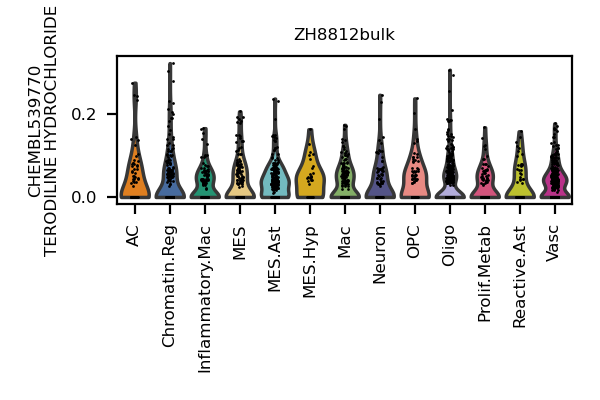 ZH8812bulk
CHEMBL539770
TERODILINE HYDROCHLORIDE
0.2
0.0
AC
Chromatin.Reg
Inflammatory.Mac
MES
MES.Ast
MES.Hyp
Mac
Neuron
OPC
Oligo
Prolif.Metab
Reactive.Ast
Vasc